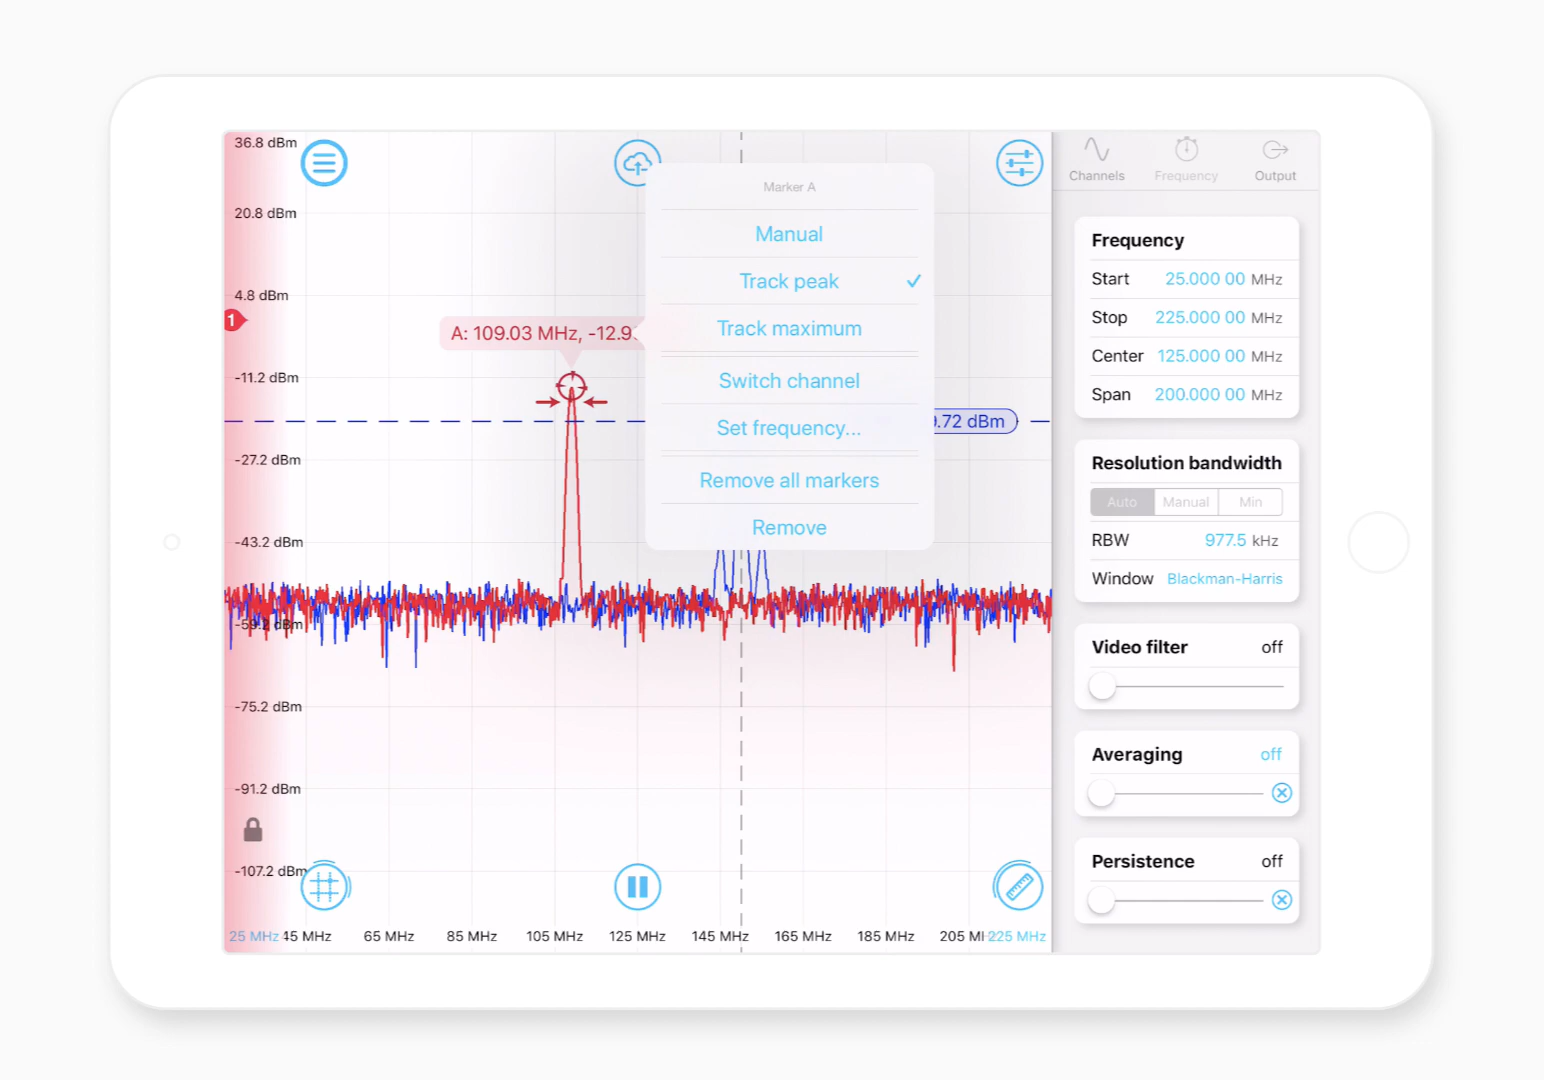 36.8 dBm
20.8 dBm
4.8 dBm
1
-11.2 dBm
-27.2 dBm
-43.2 dBm
-59.2 dBm
-75.2 dBm
-91.2 dBm
-107.2 dBm
A: 109.03 MHz, -12.9
.72 dBm
Marker A
Manual
Track peak
Track maximum
Switch channel
Set frequency...
Remove all markers
Remove
25 MHz 45 MHz 65 MHz 85 MHz 105 MHz 125 MHz 145 MHz 165 MHz 185 MHz 205 MH 225 MHz
Channels Frequency Output
Frequency
Start 25.000 00 MHz
Stop 225.000 00 MHz
Center 125.000 00 MHz
Span 200.000 00 MHz
Resolution bandwidth
Auto Manual Min
RBW 977.5 kHz
Window Blackman-Harris
Video filter off
Averaging off
Persistence off